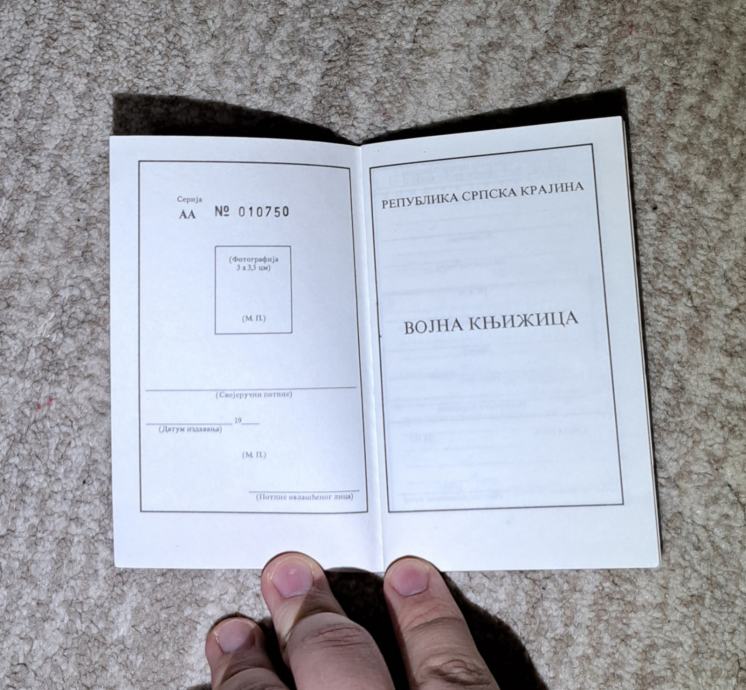 Серија
АА № 010750
(Фотографија
3 x 3,5 цм)
(М. П.)
(Својеручни потпис)
19
(Датум издавања)
(М. П.)
(Потпис овлашћеног лица)
РЕПУБЛИКА СРПСКА КРАЈИНА
ВОЈНА КЊИЖИЦА